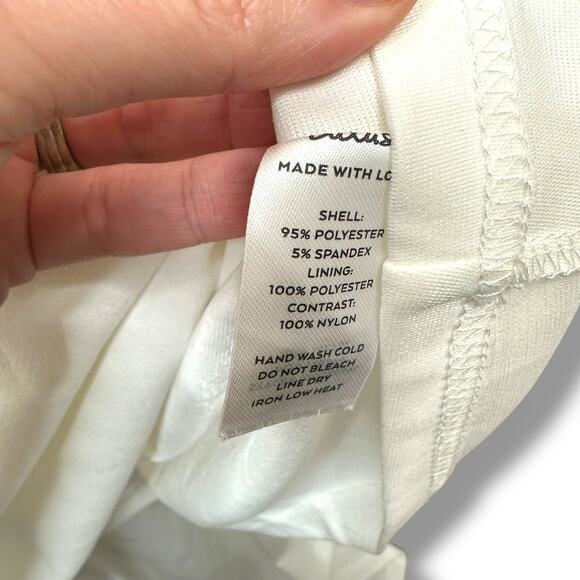 MADE WITH LO
SHELL:
95% POLYESTER
5% SPANDEX
LINING:
100% POLYESTER
CONTRAST:
100% NYLON
HAND WASH COLD
DO NOT BLEACH
LINE DRY
IRON LOW HEAT